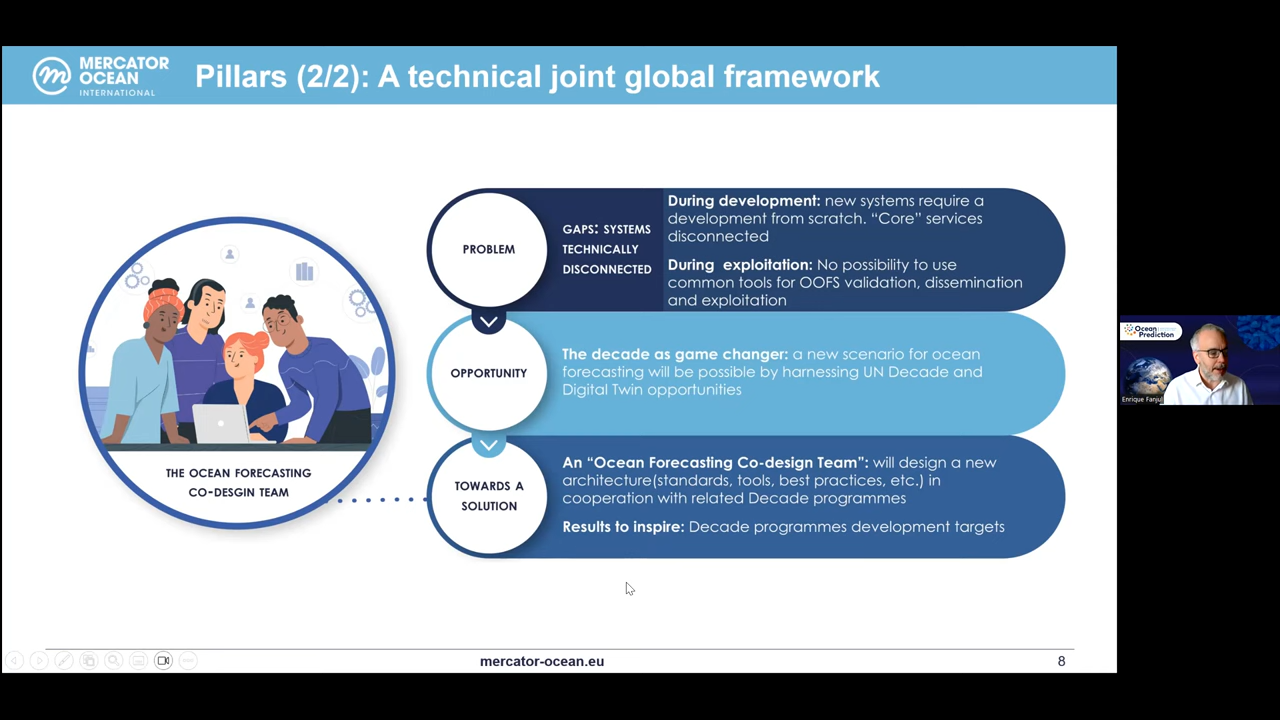 MERCATOR
OCEAN
INTERNATIONAL
Pillars (2/2): A technical joint global framework
THE OCEAN FORECASTING
CO-DESGIN TEAM
PROBLEM
GAPS: SYSTEMS
TECHNICALLY
DISCONNECTED
During development: new systems require a
development from scratch. “Core” services
disconnected
During exploitation: No possibility to use
common tools for OOFS validation, dissemination
and exploitation
OPPORTUNITY
The decade as game changer: a new scenario for ocean
forecasting will be possible by harnessing UN Decade and
Digital Twin opportunities
TOWARDS A
SOLUTION
An “Ocean Forecasting Co-design Team”: will design a new
architecture(standards, tools, best practices, etc.) in
cooperation with related Decade programmes
Results to inspire: Decade programmes development targets
mercator-ocean.eu
8
Ocean
Prediction
Enrique Fanjul